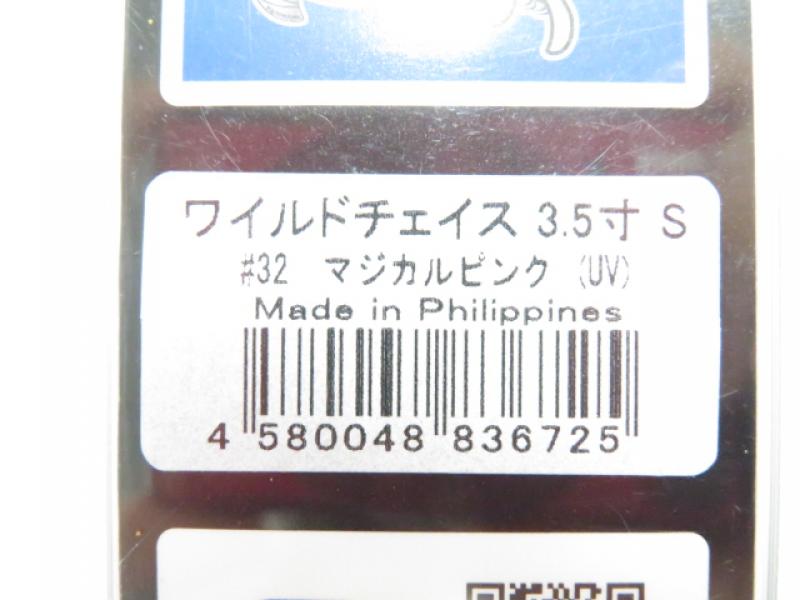 ワイルドチェイス 3.5寸 S
#32 マジカルピンク (UV)
Made in Philippines
4 580048 836725